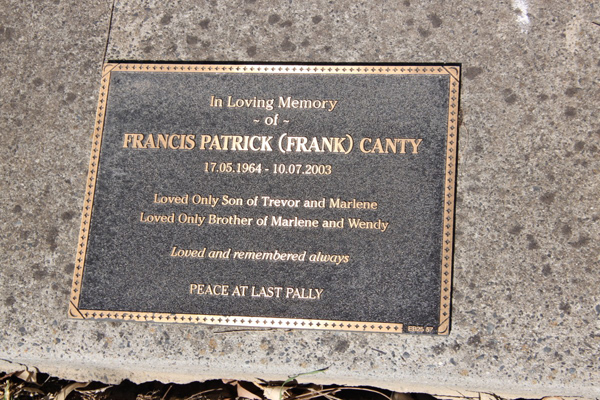 In Loving Memory
~ of ~
FRANCIS PATRICK (FRANK) CANTY
17.05.1964 - 10.07.2003
Loved Only Son of Trevor and Marlene
Loved Only Brother of Marlene and Wendy
Loved and remembered always
PEACE AT LAST PALLY